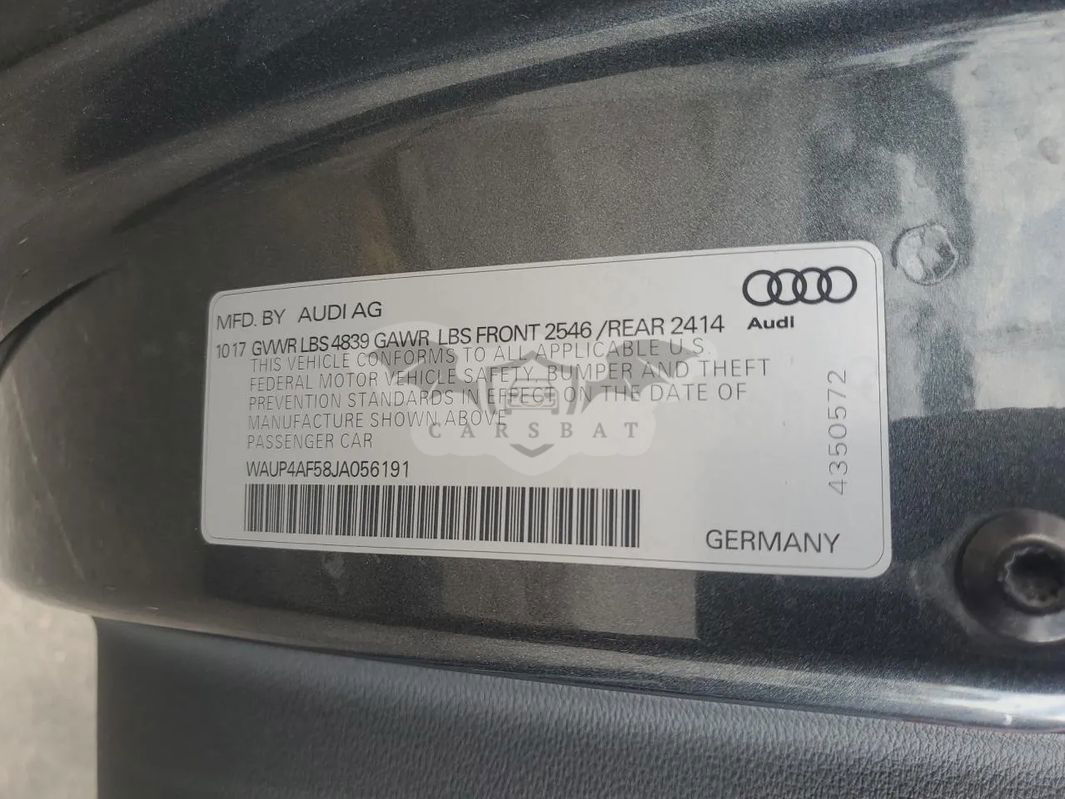 MFD. BY AUDI AG
Audi
10 17 GVWR LBS 4839 GAWR LBS FRONT 2546 /REAR 2414
THIS VEHICLE CONFORMS TO ALL APPLICABLE U.S.
FEDERAL MOTOR VEHICLE SAFETY, BUMPER AND THEFT
PREVENTION STANDARDS IN EFFECT ON THE DATE OF
MANUFACTURE SHOWN ABOVE
PASSENGER CAR
CARSBAT
WAUP4AF58JA056191
4350572
GERMANY